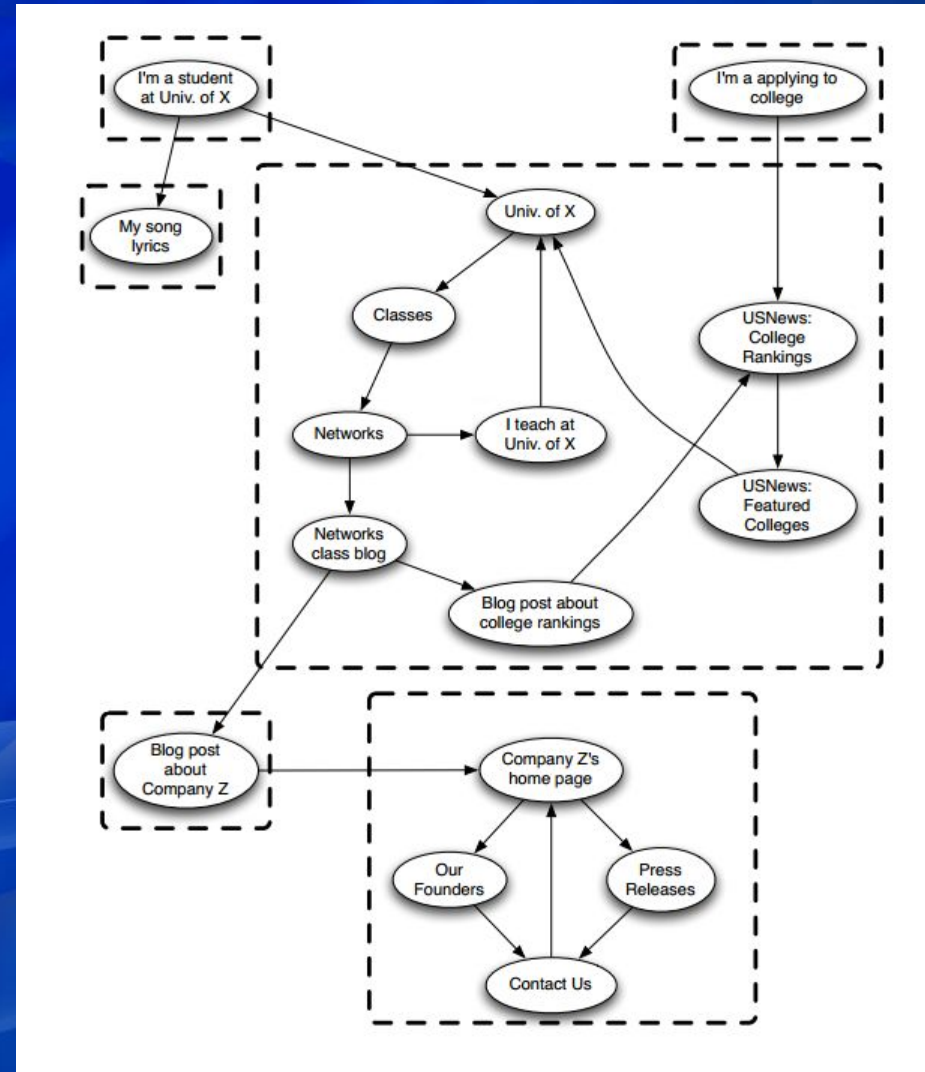 I'm a student
at Univ. of X
I'm a applying to
college
My song
lyrics
Univ. of X
Classes
USNews:
College
Rankings
Networks
I teach at
Univ. of X
USNews:
Featured
Colleges
Networks
class blog
Blog post about
college rankings
Blog post
about
Company Z
Company Z's
home page
Our
Founders
Press
Releases
Contact Us